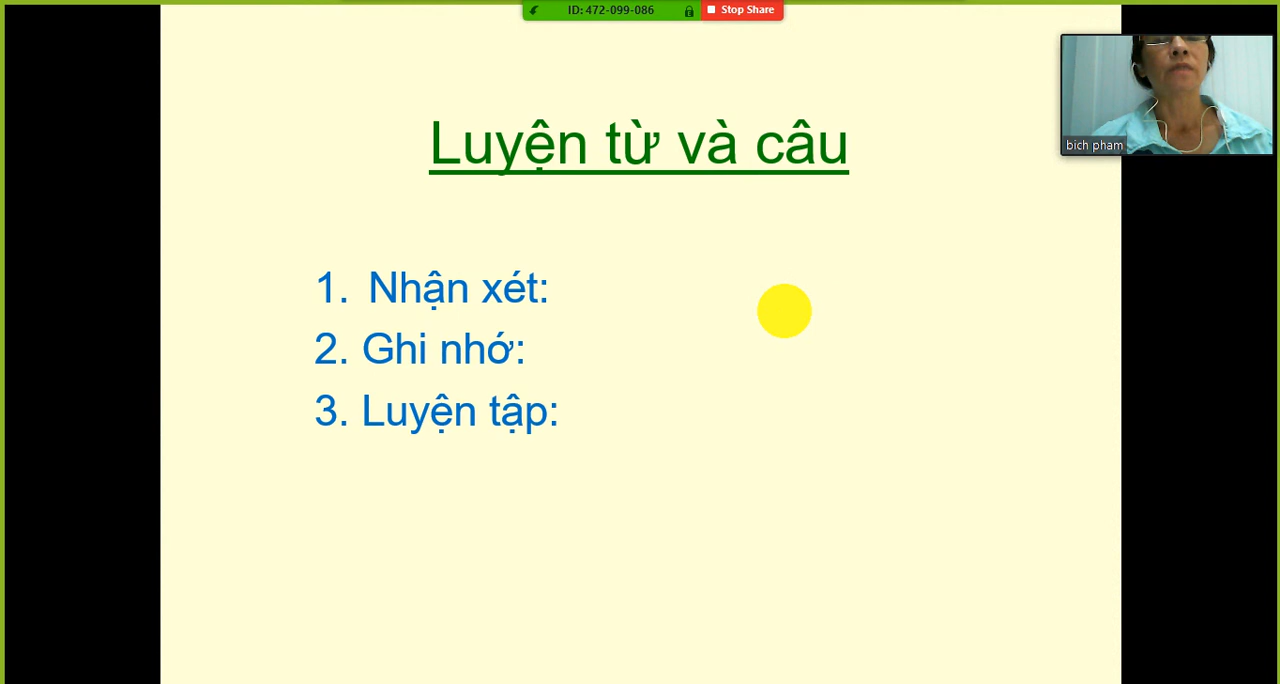 ID: 472-099-086
Stop Share
bich pham
Luyện từ và câu
1. Nhận xét:
2. Ghi nhớ:
3. Luyện tập: